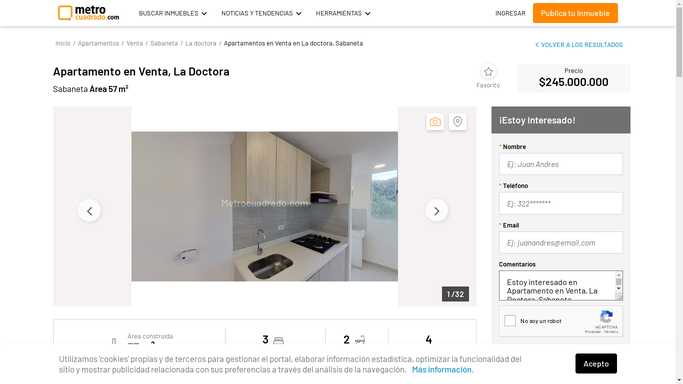 metro
cuadrado.com
BUSCAR INMUEBLES
NOTICIAS Y TENDENCIAS
HERRAMIENTAS
INGRESAR
Publica tu Inmueble
Inicio / Apartamentos / Venta / Sabaneta / La doctora / Apartamentos en Venta en La doctora, Sabaneta
VOLVER A LOS RESULTADOS
Apartamento en Venta, La Doctora
Sabaneta Área 57 m²
Favorito
Precio
$245.000.000
Metrocuadrado.com
1 /32
¡Estoy Interesado!
* Nombre
Ej: Juan Andres
* Teléfono
Ej: 322*******
* Email
Ej: juanandres@email.com
Comentarios
Estoy interesado en
Apartamento en Venta, La
Doctora, Sabaneta
No soy un robot
reCAPTCHA
Privacidad - Términos
Área construida
3
2
4
Utilizamos 'cookies' propias y de terceros para gestionar el portal, elaborar información estadística, optimizar la funcionalidad del
sitio y mostrar publicidad relacionada con sus preferencias a través del análisis de la navegación. Más información.
Acepto